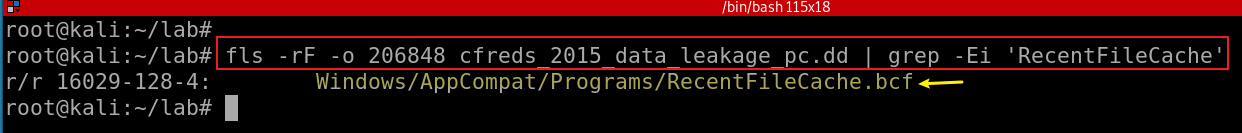 /bin/bash 115x18
root@kali:~/lab#
root@kali:~/lab# fls -rF -o 206848 cfreds_2015_data_leakage_pc.dd | grep -Ei 'RecentFileCache'
r/r 16029-128-4: Windows/AppCompat/Programs/RecentFileCache.bcf
root@kali:~/lab#